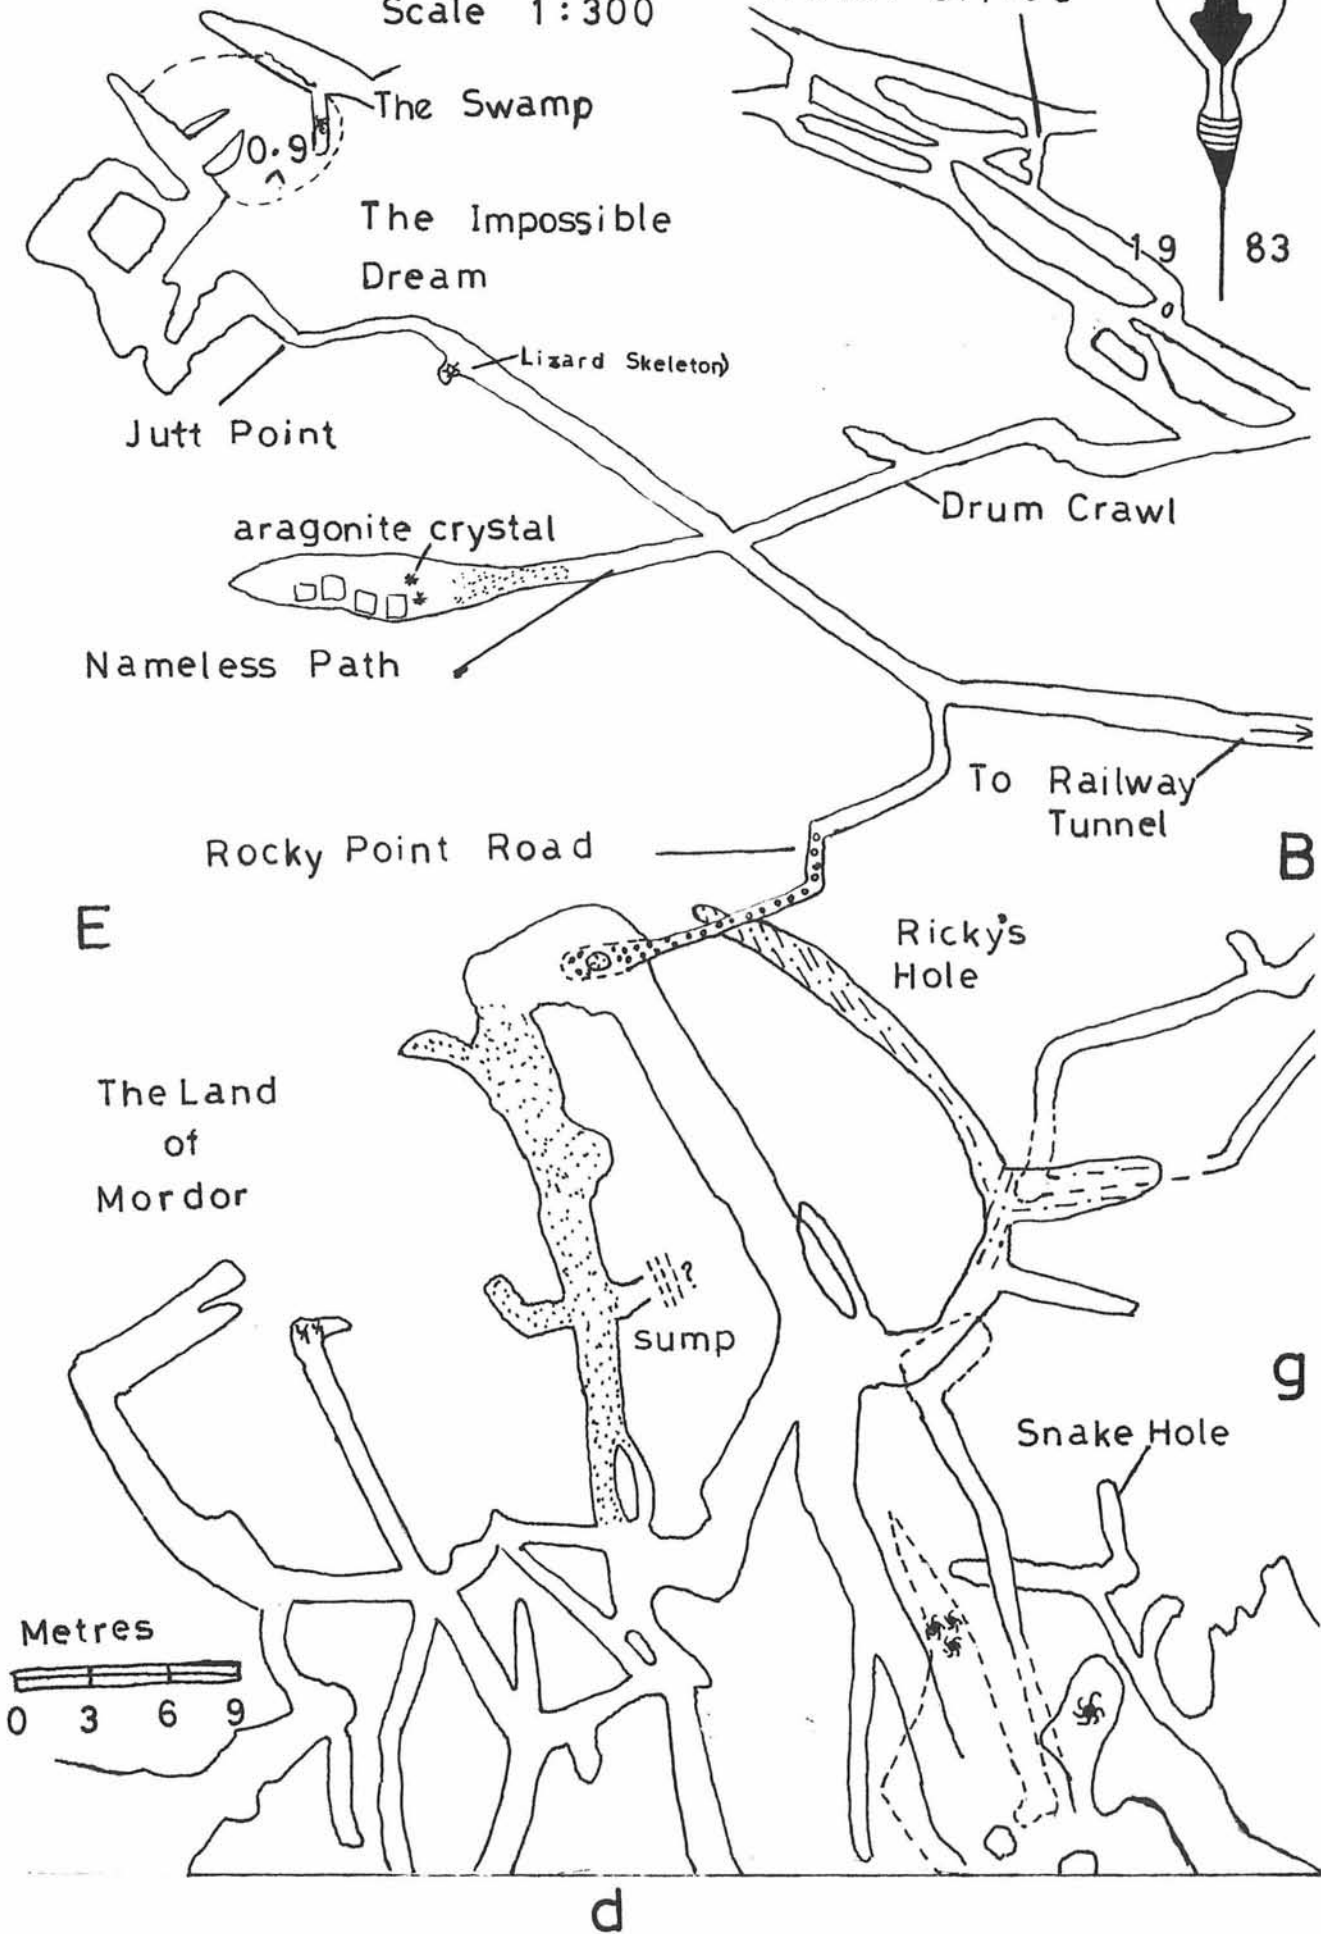 Scale 1:300
The Swamp
0.9
The Impossible
Dream
19 83
Lizard Skeleton)
Jutt Point
Drum Crawl
aragonite crystal
Nameless Path
To Railway
Tunnel
Rocky Point Road
B
E
Ricky's
Hole
The Land
of
Mordor
?
sump
g
Snake Hole
Metres
0 3 6 9
d